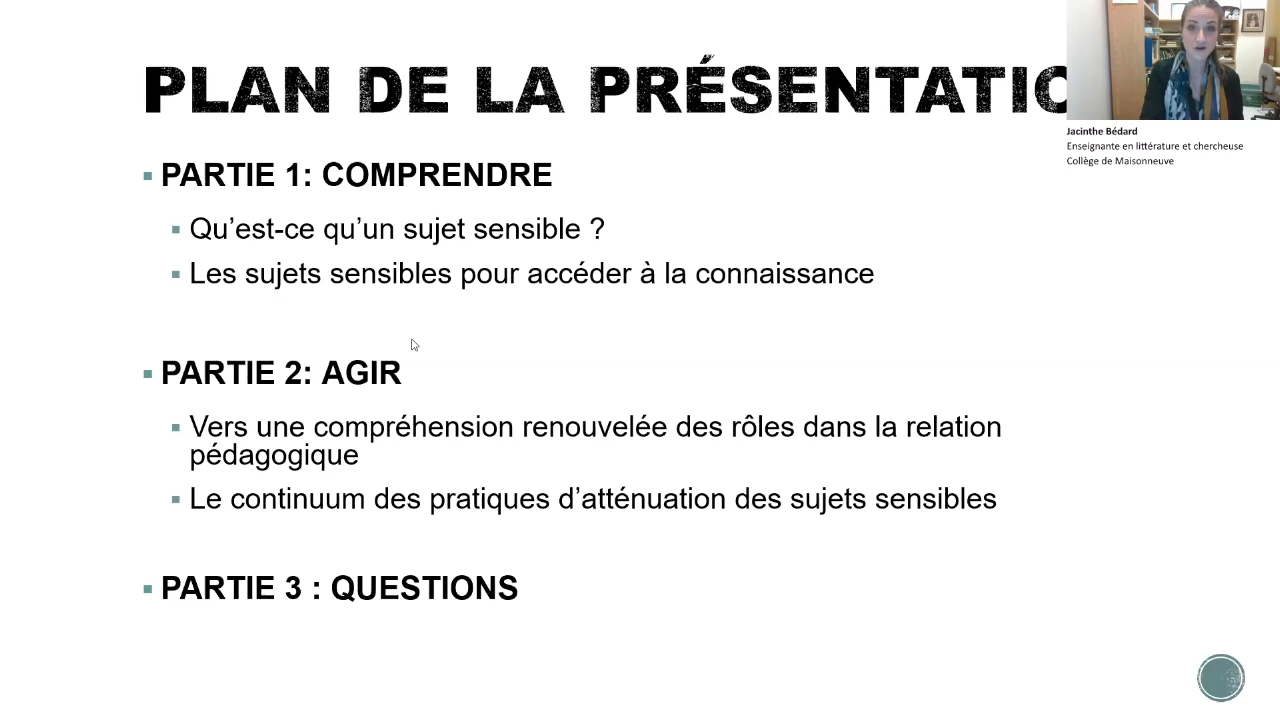 PLAN DE LA PRÉSENTATIO
Jacinthe Bédard
Enseignante en littérature et chercheuse
Collège de Maisonneuve
▪ PARTIE 1: COMPRENDRE
▪ Qu’est-ce qu’un sujet sensible ?
▪ Les sujets sensibles pour accéder à la connaissance
▪ PARTIE 2: AGIR
▪ Vers une compréhension renouvelée des rôles dans la relation
pédagogique
▪ Le continuum des pratiques d’atténuation des sujets sensibles
▪ PARTIE 3 : QUESTIONS